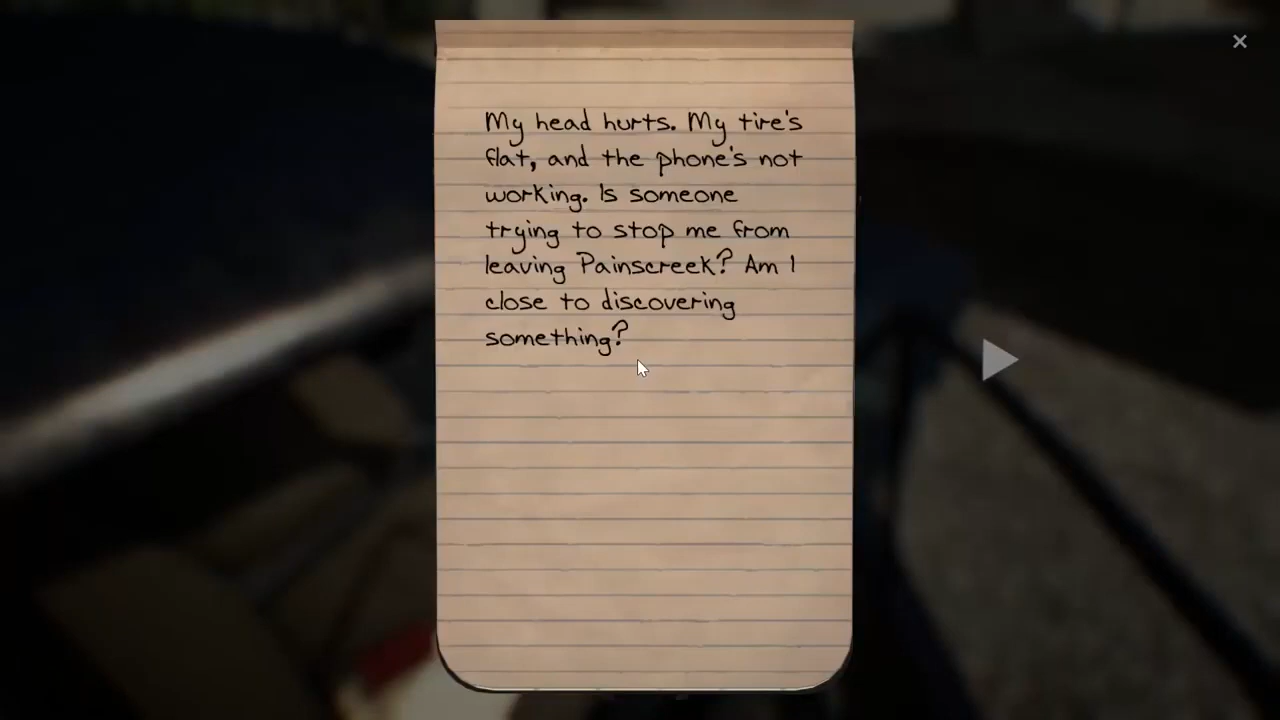 My head hurts. My tire's
flat, and the phone's not
working. Is someone
trying to stop me from
leaving Painscreek? Am I
close to discovering
something?